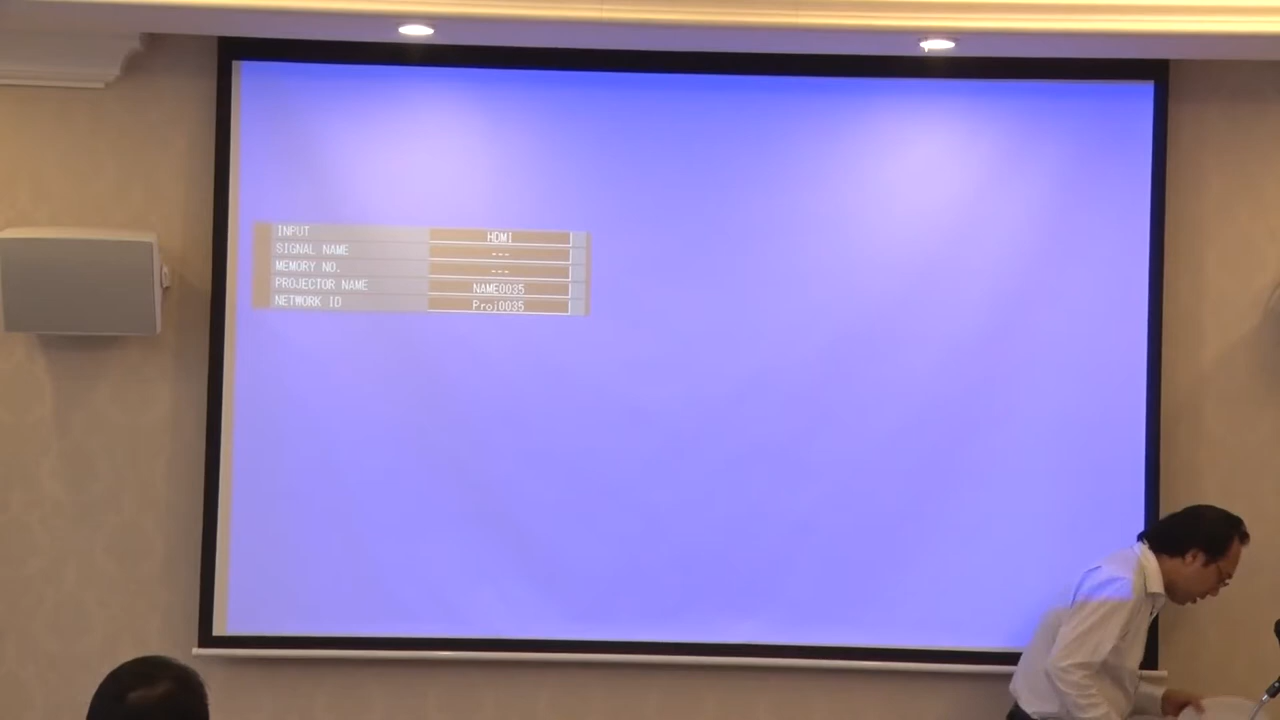 INPUT HDMI
SIGNAL NAME ---
MEMORY NO. ---
PROJECTOR NAME NAME0035
NETWORK ID Proj0035